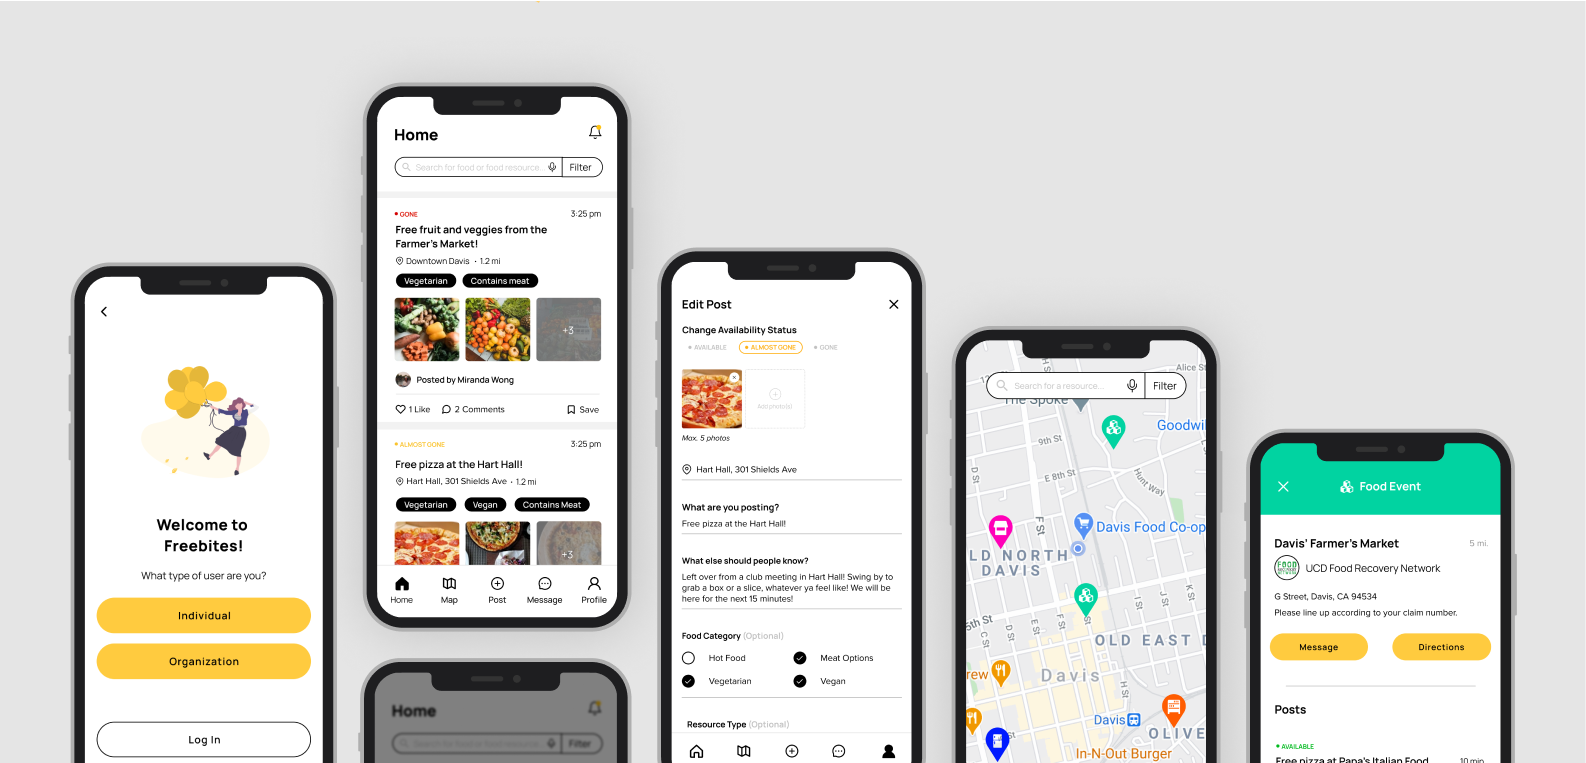 Welcome to
Freebites!
What type of user are you?
Individual
Organization
Log In
Home
Search for food or food resource...
Filter
GONE
3:25 pm
Free fruit and veggies from the
Farmer's Market!
Downtown Davis · 1.2 mi
Vegetarian
Contains meat
+3
Posted by Miranda Wong
1 Like
2 Comments
Save
ALMOST GONE
3:25 pm
Free pizza at the Hart Hall!
Hart Hall, 301 Shields Ave · 1.2 mi
Vegetarian
Vegan
Contains Meat
+3
Home
Map
Post
Message
Profile
Home
Search for food or food resource...
Filter
Edit Post
Change Availability Status
AVAILABLE
ALMOST GONE
GONE
Add photo(s)
Max. 5 photos
Hart Hall, 301 Shields Ave
What are you posting?
Free pizza at the Hart Hall!
What else should people know?
Left over from a club meeting in Hart Hall! Swing by to
grab a box or a slice, whatever ya feel like! We will be
here for the next 15 minutes!
Food Category (Optional)
Hot Food
Meat Options
Vegetarian
Vegan
Resource Type (Optional)
Alice St
Search for a resource...
Filter
The Spoke
Goodwil
9th St
E 8th St
Hunt Way
D St
F St
Davis Food Co-op
LD NORTH
DAVIS
5th St
J St
L St
OLD EAST D
rew
Davis
H St
Davis
OLIVE
In-N-Out Burger
Food Event
Davis' Farmer's Market
5 mi.
FOOD
UCD Food Recovery Network
G Street, Davis, CA 94534
Please line up according to your claim number.
Message
Directions
Posts
AVAILABLE
Free pizza at Papa's Italian Food
10 min